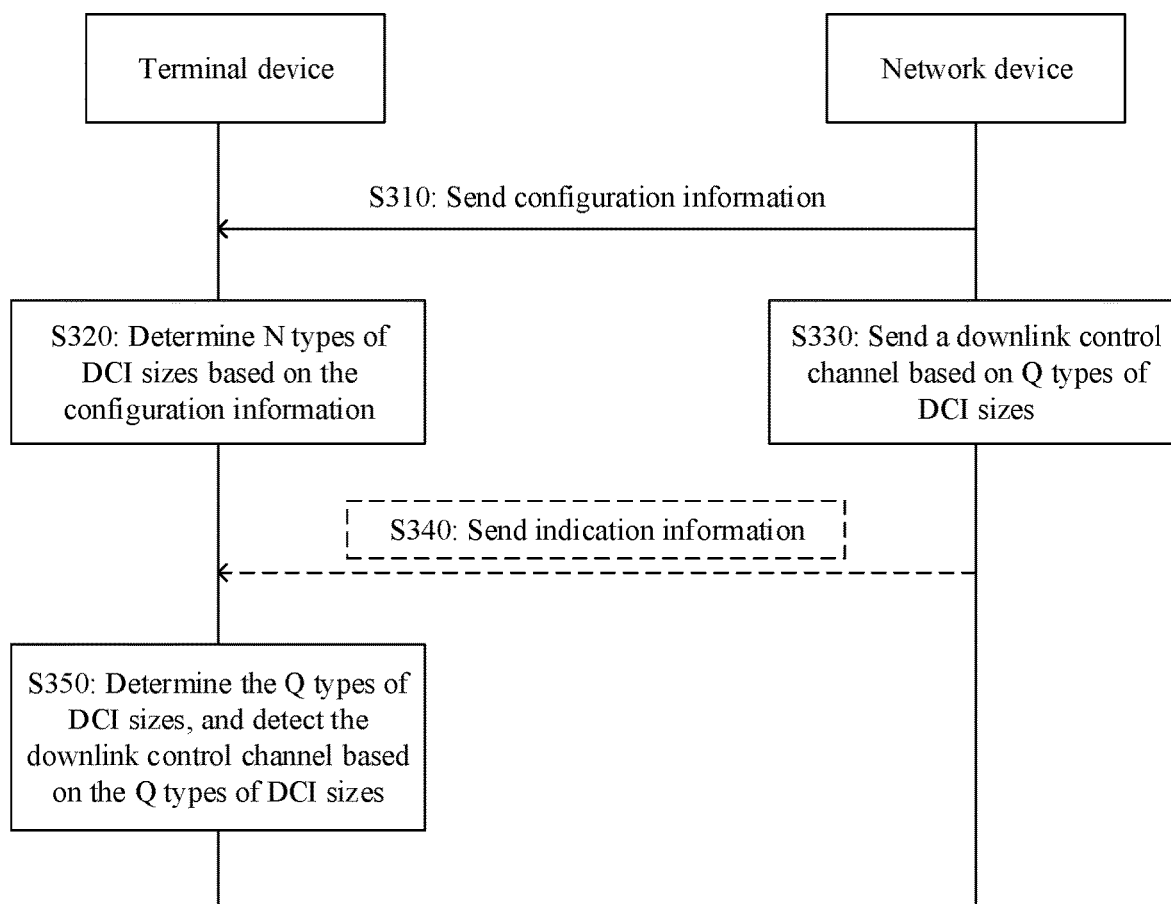 Terminal device
Network device
S310: Send configuration information
S320: Determine N types of
DCI sizes based on the
configuration information
S330: Send a downlink control
channel based on Q types of
DCI sizes
S340: Send indication information
S350: Determine the Q types of
DCI sizes, and detect the
downlink control channel based
on the Q types of DCI sizes